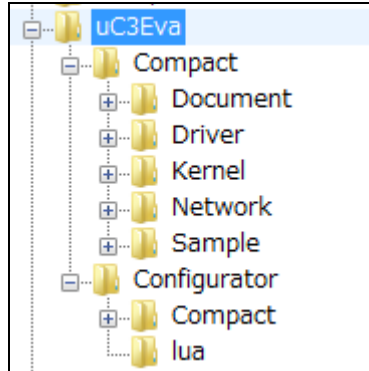 uC3Eva
Compact
Document
Driver
Kernel
Network
Sample
Configurator
Compact
lua